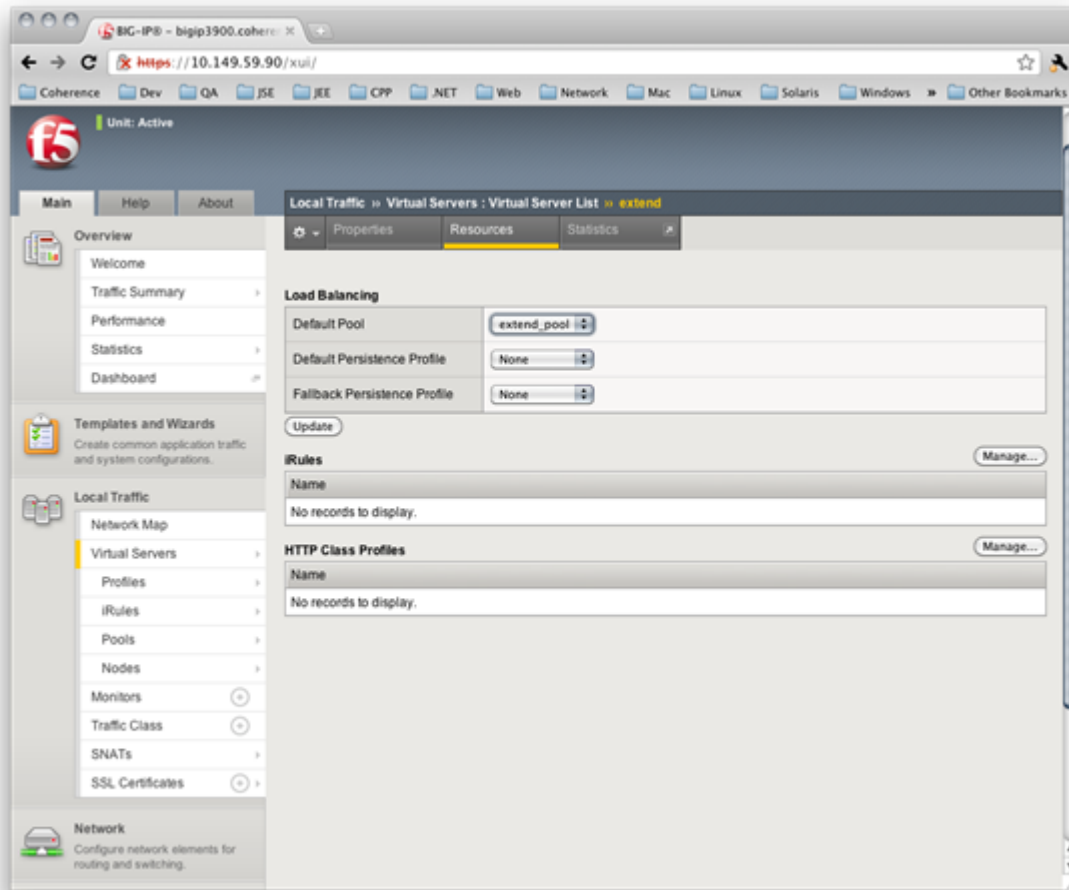 BIG-IP® - bigip3900.cohere
https://10.149.59.90/xui/
Coherence Dev QA JSE JEE CPP .NET Web Network Mac Linux Solaris Windows » Other Bookmarks
f5
Unit: Active
Main Help About
Local Traffic » Virtual Servers : Virtual Server List » extend
Properties Resources Statistics
Overview
Welcome
Traffic Summary
Performance
Statistics
Dashboard
Templates and Wizards
Create common application traffic
and system configurations.
Local Traffic
Network Map
Virtual Servers
Profiles
iRules
Pools
Nodes
Monitors
Traffic Class
SNATs
SSL Certificates
Network
Configure network elements for
routing and switching.
Load Balancing
Default Pool extend_pool
Default Persistence Profile None
Fallback Persistence Profile None
Update
iRules Manage...
Name
No records to display.
HTTP Class Profiles Manage...
Name
No records to display.